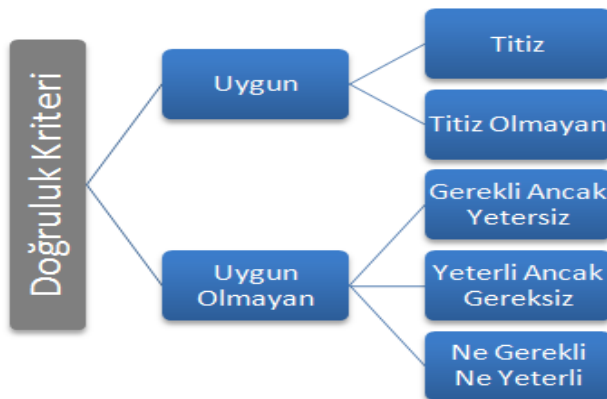 Doğruluk Kriteri
Uygun
Titiz
Titiz Olmayan
Uygun
Olmayan
Gerekli Ancak
Yetersiz
Yeterli Ancak
Gereksiz
Ne Gerekli
Ne Yeterli